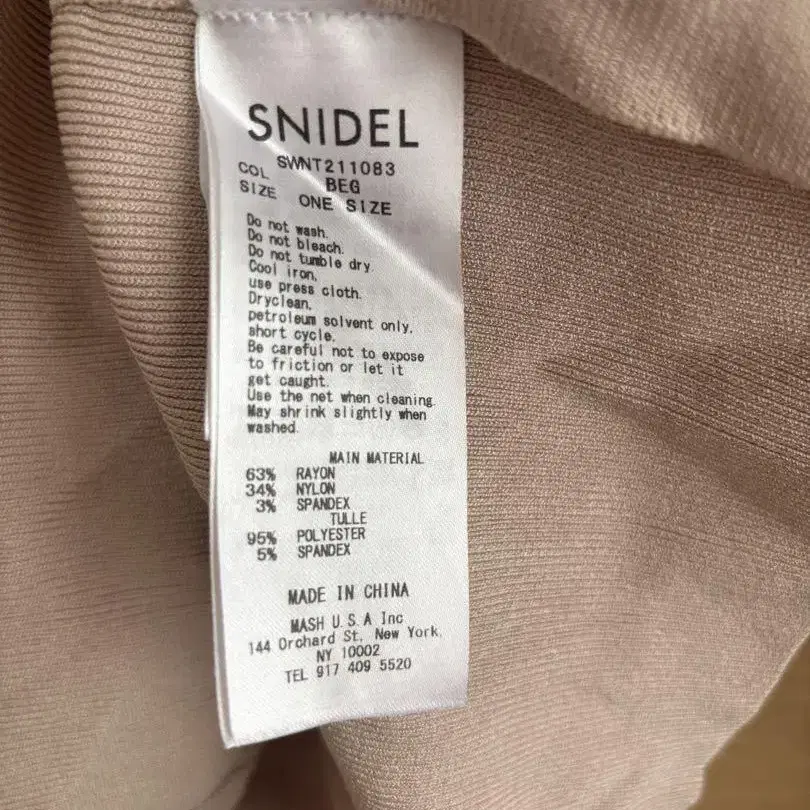 SNIDEL
SWNT211083
COL BEG
SIZE ONE SIZE
Do not wash.
Do not bleach.
Do not tumble dry.
Cool iron,
use press cloth.
Dryclean,
petroleum solvent only,
short cycle.
Be careful not to expose
to friction or let it
get caught.
Use the net when cleaning.
May shrink slightly when
washed.
MAIN MATERIAL
63% RAYON
34% NYLON
3% SPANDEX
TULLE
95% POLYESTER
5% SPANDEX
MADE IN CHINA
MASH U.S.A Inc
144 Orchard St, New York,
NY 10002
TEL 917 409 5520